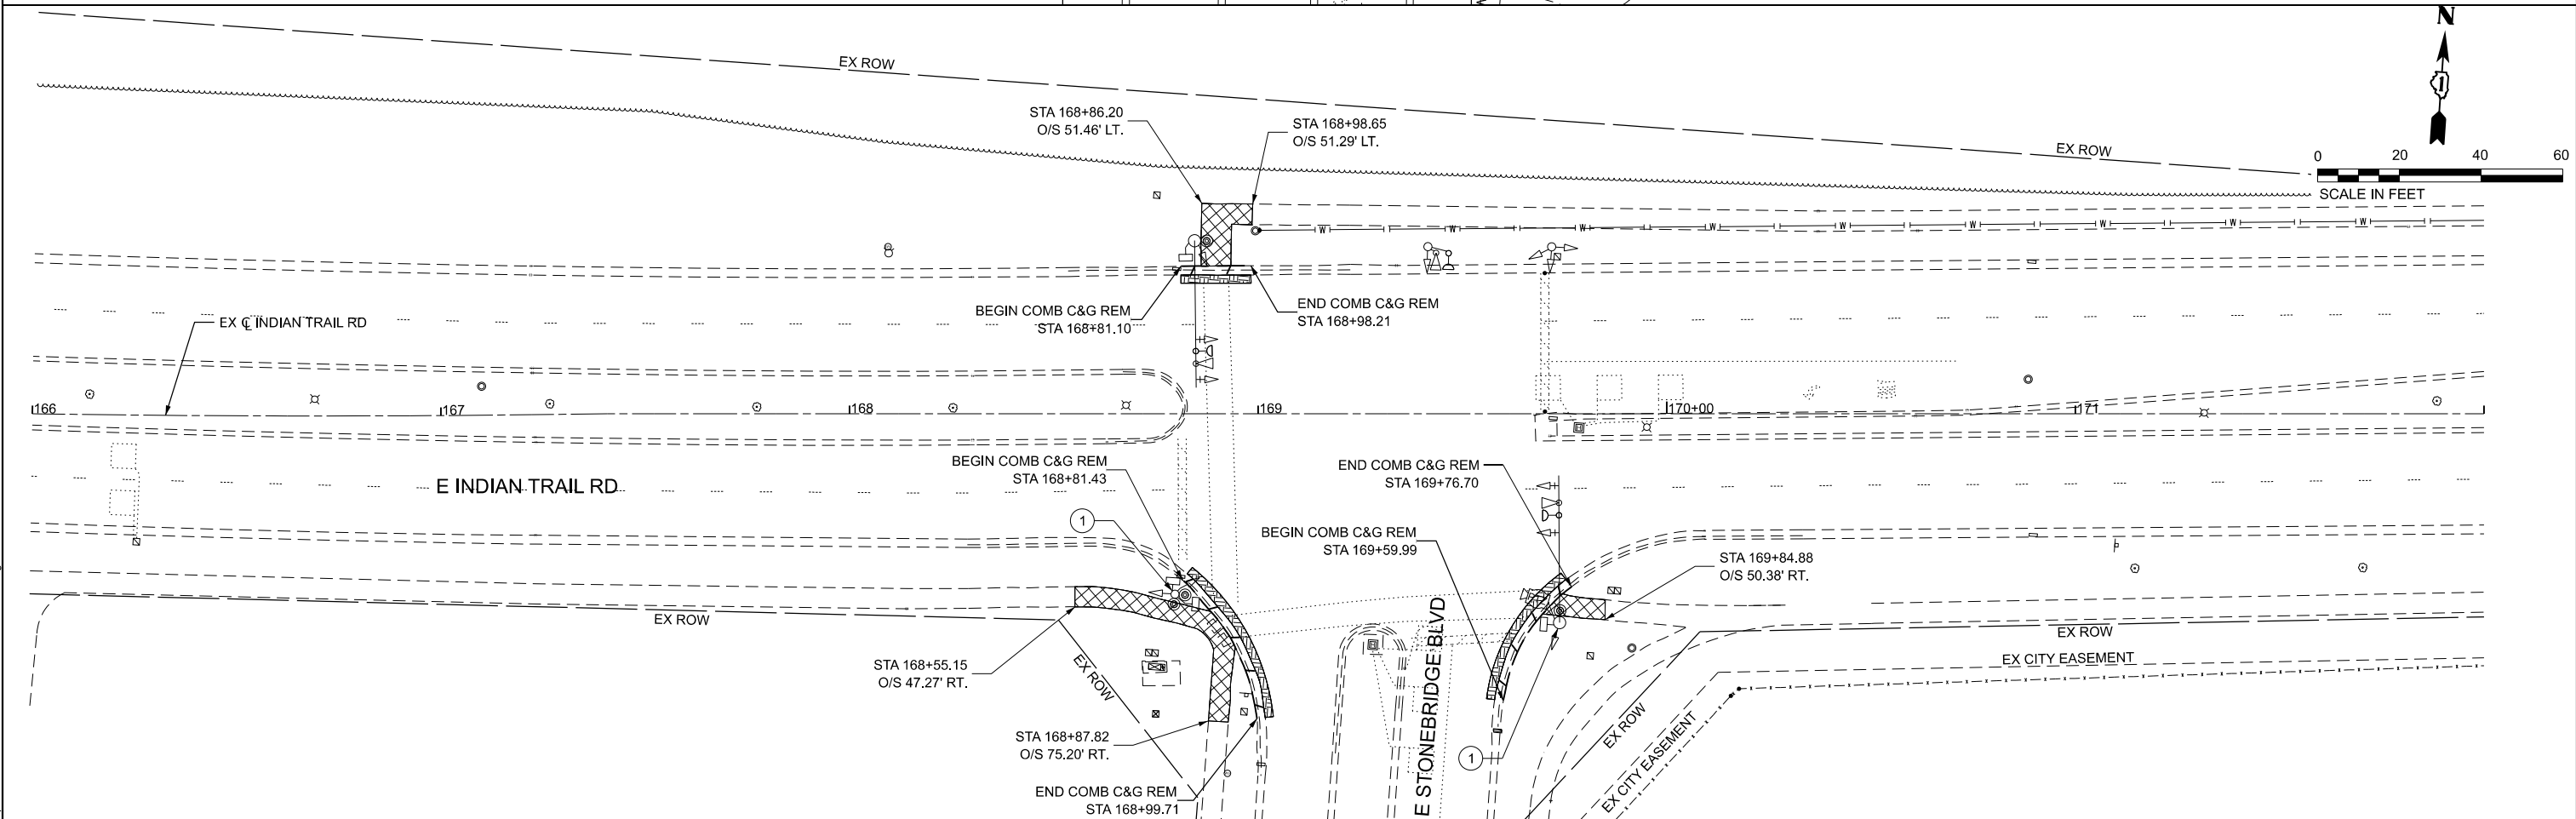 N
1
EX ROW
STA 168+86.20
O/S 51.46' LT.
STA 168+98.65
O/S 51.29' LT.
EX ROW
0 20 40 60
SCALE IN FEET
W W W W W W W W W
BEGIN COMB C&G REM
STA 168+81.10
END COMB C&G REM
STA 168+98.21
EX ℄ INDIAN TRAIL RD
166 167 168 169 170+00 171
BEGIN COMB C&G REM
STA 168+81.43
END COMB C&G REM
STA 169+76.70
E INDIAN TRAIL RD
1
BEGIN COMB C&G REM
STA 169+59.99
STA 169+84.88
O/S 50.38' RT.
EX ROW
EX ROW
EX CITY EASEMENT
STA 168+55.15
O/S 47.27' RT.
EX ROW
E STONEBRIDGE BLVD
EX ROW
EX CITY EASEMENT
STA 168+87.82
O/S 75.20' RT.
1
END COMB C&G REM
STA 168+99.71